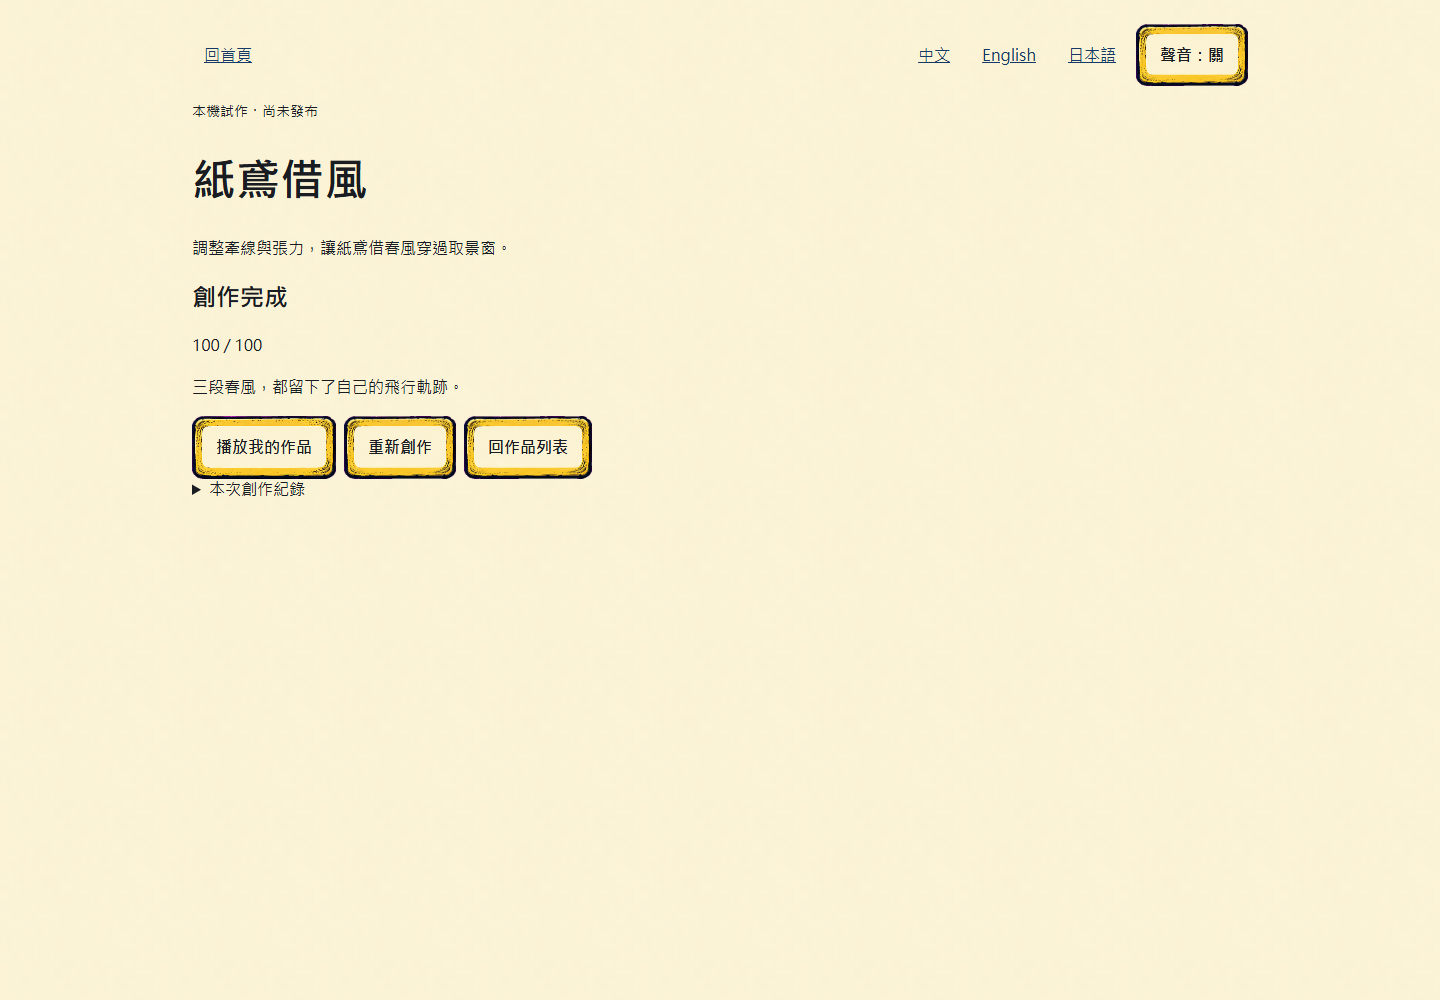 回首頁
中文 English 日本語 聲音：關
本機試作・尚未發布
紙鳶借風
調整牽線與張力，讓紙鳶借春風穿過取景窗。
創作完成
100 / 100
三段春風，都留下了自己的飛行軌跡。
播放我的作品 重新創作 回作品列表
▶ 本次創作紀錄